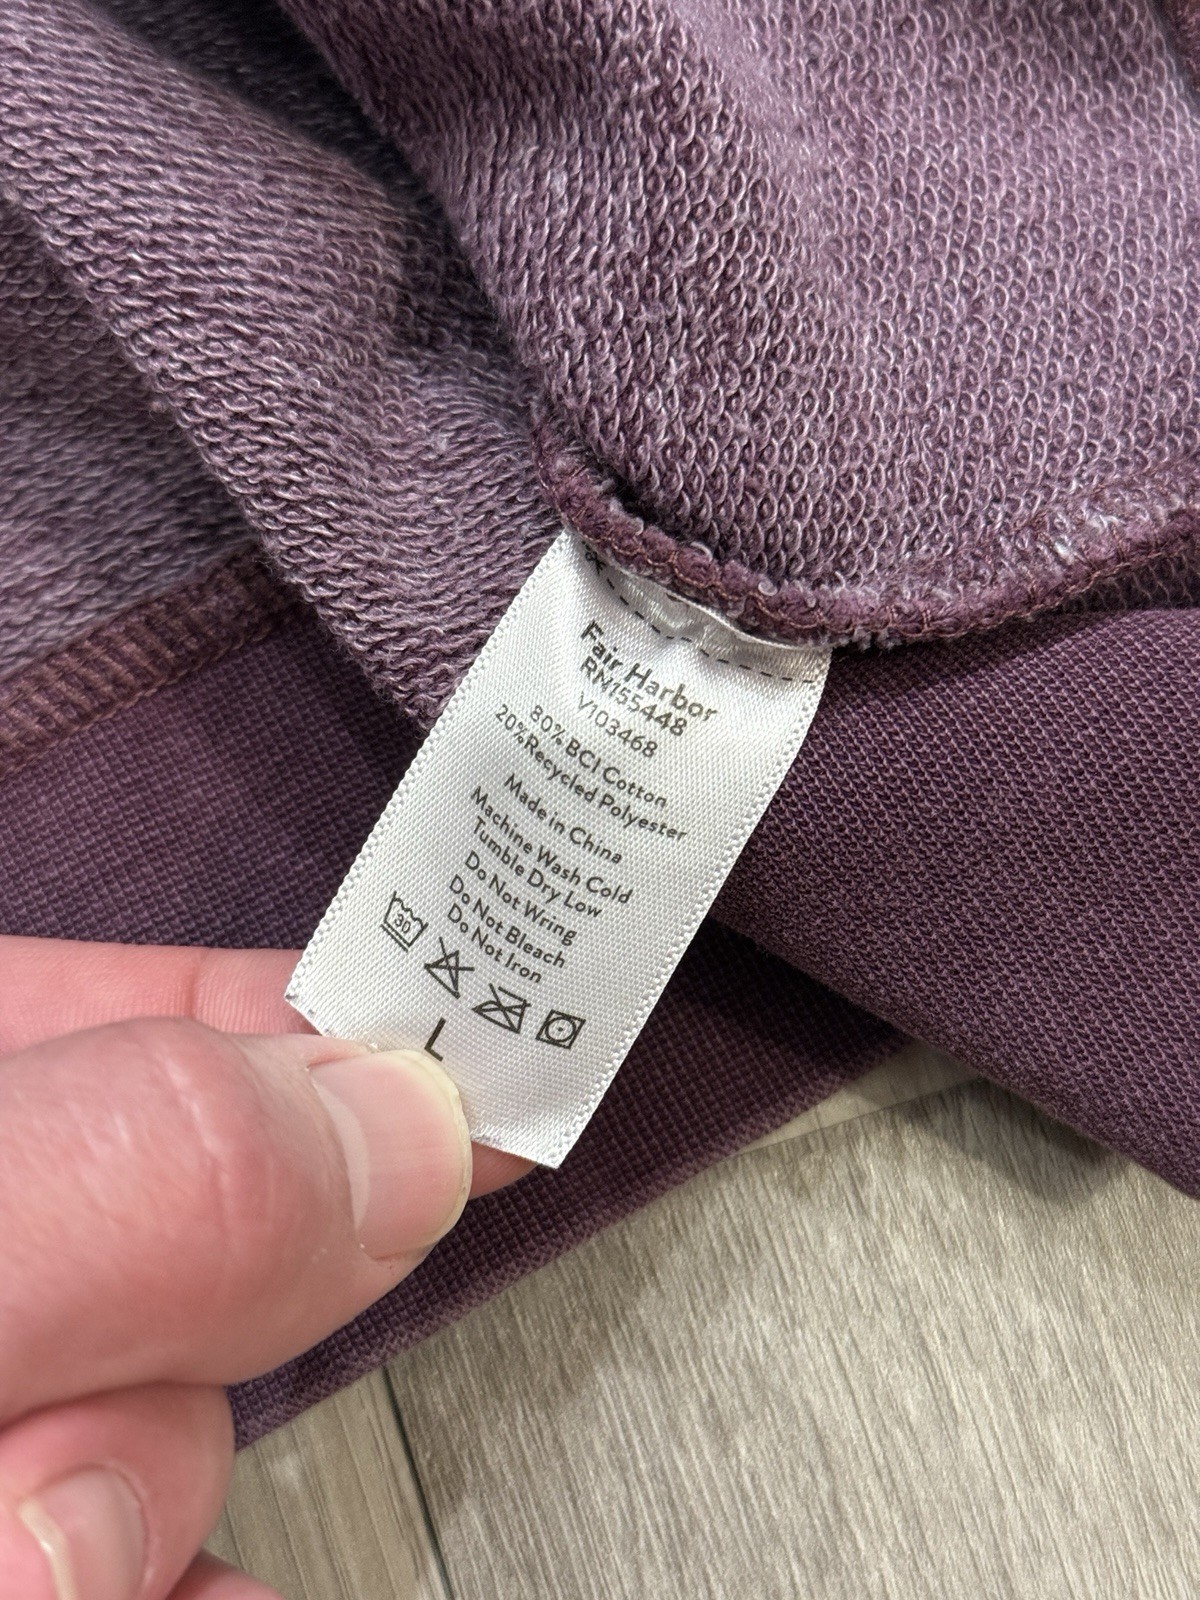 Fair Harbor
RN155448
V103468
80% BCI Cotton
20%Recycled Polyester
Made in China
Machine Wash Cold
Tumble Dry Low
Do Not Wring
Do Not Bleach
Do Not Iron
30
L